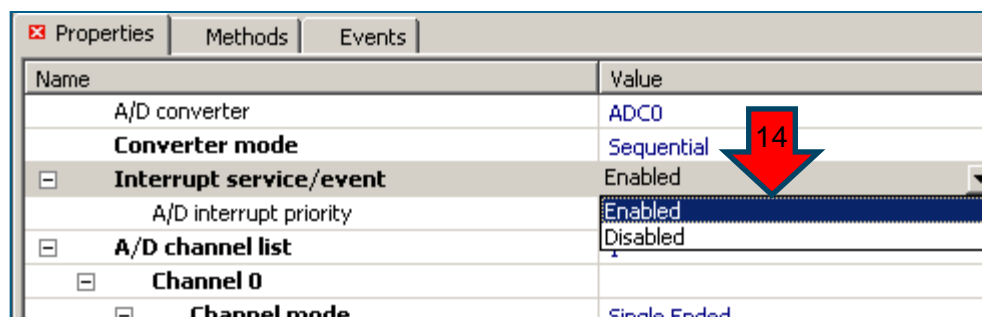 Properties Methods Events
Name Value
A/D converter ADC0
Converter mode Sequential
14
Interrupt service/event Enabled
A/D interrupt priority Enabled
Disabled
A/D channel list
Channel 0
Channel mode Single Ended